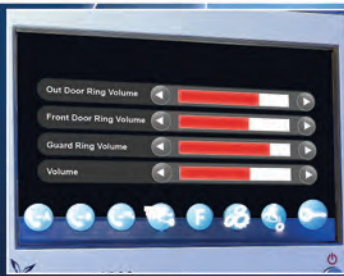 Out Door Ring Volume
Front Door Ring Volume
Guard Ring Volume
Volume
F